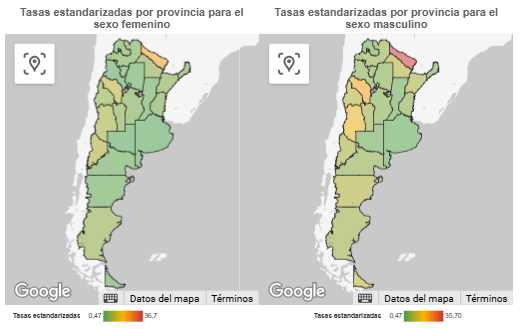 Tasas estandarizadas por provincia para el
sexo femenino
Google
Datos del mapa
Términos
Tasas estandarizadas
0,47
36,7
Tasas estandarizadas por provincia para el
sexo masculino
Google
Datos del mapa
Términos
Tasas estandarizadas
0,47
35,70